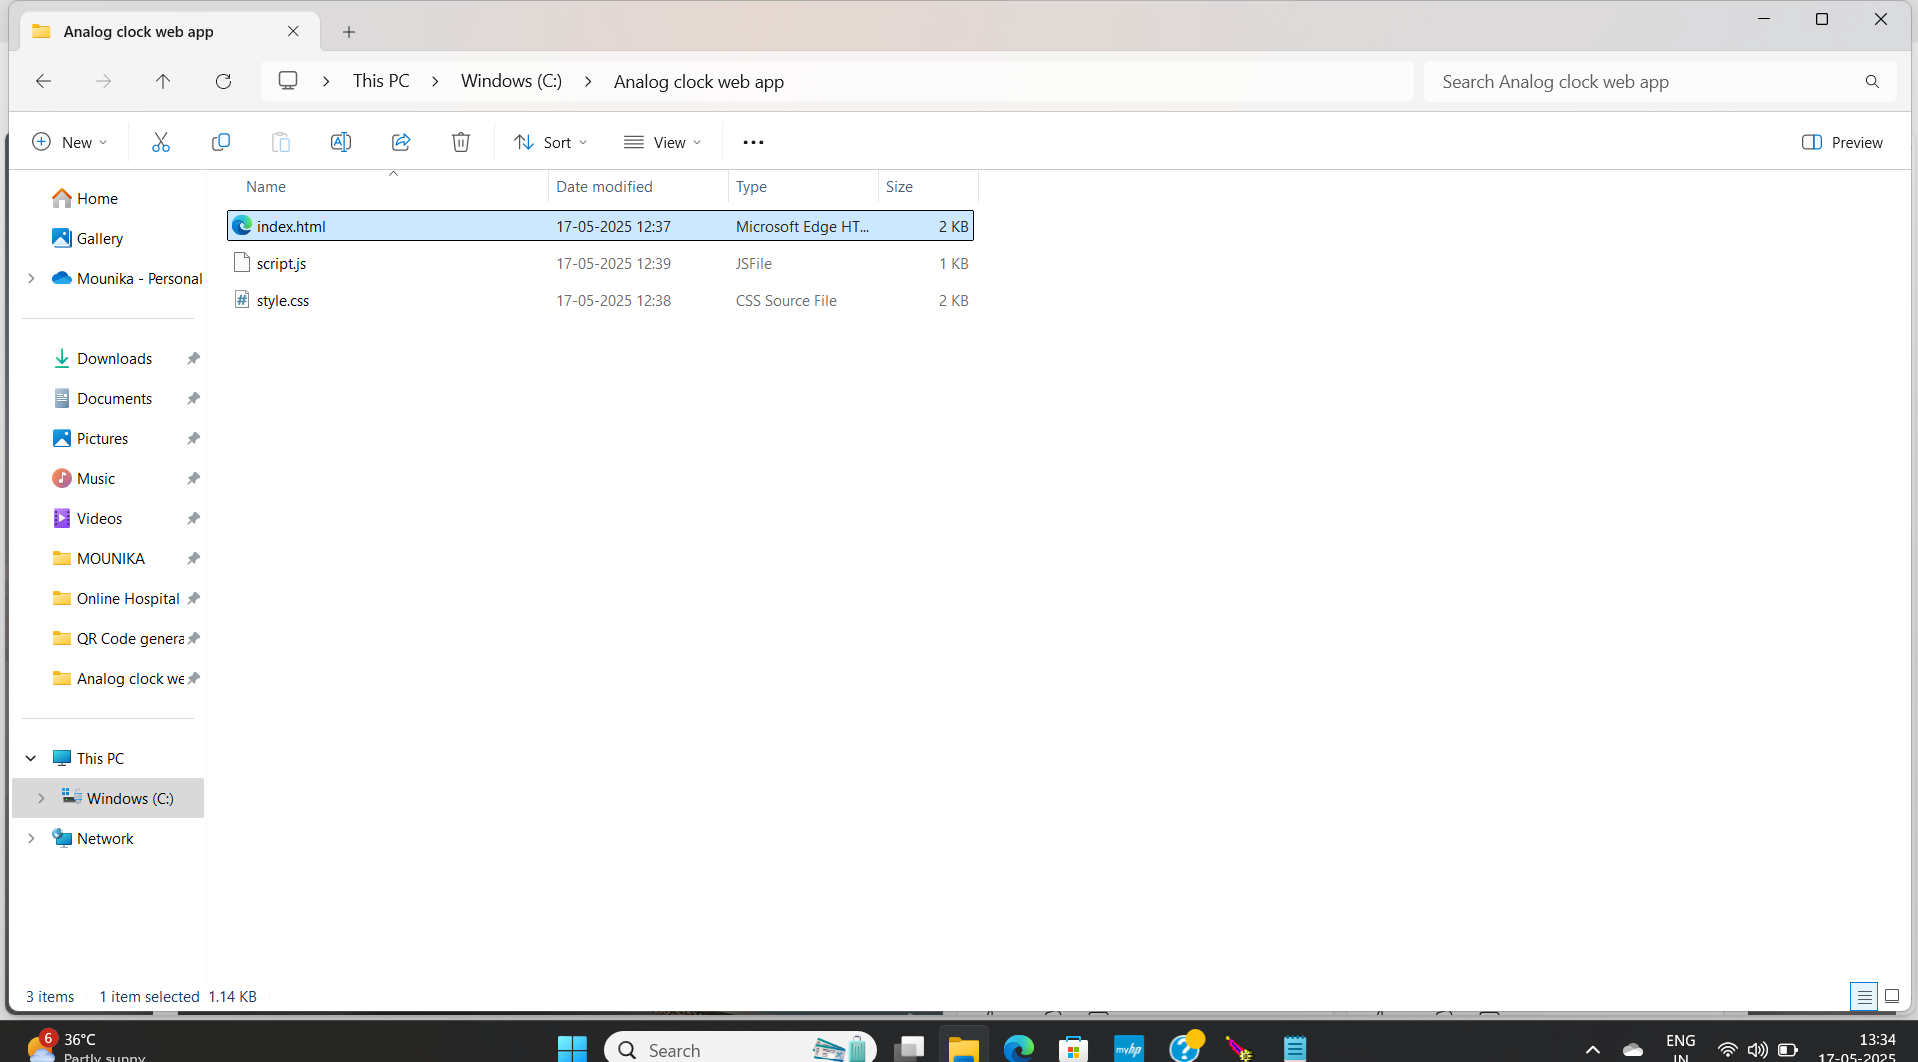 Analog clock web app
This PC
Windows (C:)
Analog clock web app
Search Analog clock web app
New
Sort
View
Preview
Name Date modified Type Size
index.html 17-05-2025 12:37 Microsoft Edge HT... 2 KB
script.js 17-05-2025 12:39 JSFile 1 KB
style.css 17-05-2025 12:38 CSS Source File 2 KB
Home
Gallery
Mounika - Personal
Downloads
Documents
Pictures
Music
Videos
MOUNIKA
Online Hospital
QR Code genera
Analog clock we
This PC
Windows (C:)
Network
3 items 1 item selected 1.14 KB
6
36°C
Partly sunny
Search
myhp
ENG
IN
13:34
17-05-2025